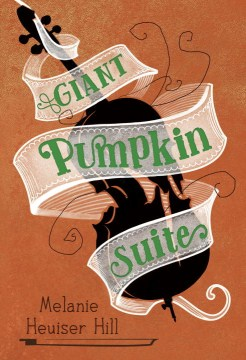 GIANT
Pumpkin
Suite
Melanie
Heuiser Hill